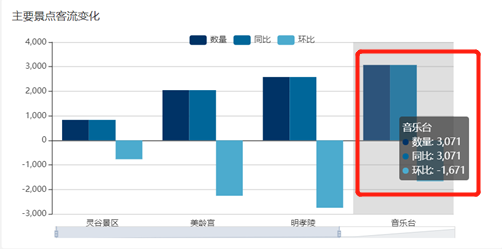 主要景点客流变化
数量 同比 环比
4,000
3,000
2,000
1,000
0
-1,000
-2,000
-3,000
音乐台
数量: 3,071
同比: 3,071
环比: -1,671
灵谷景区 美龄宫 明孝陵 音乐台